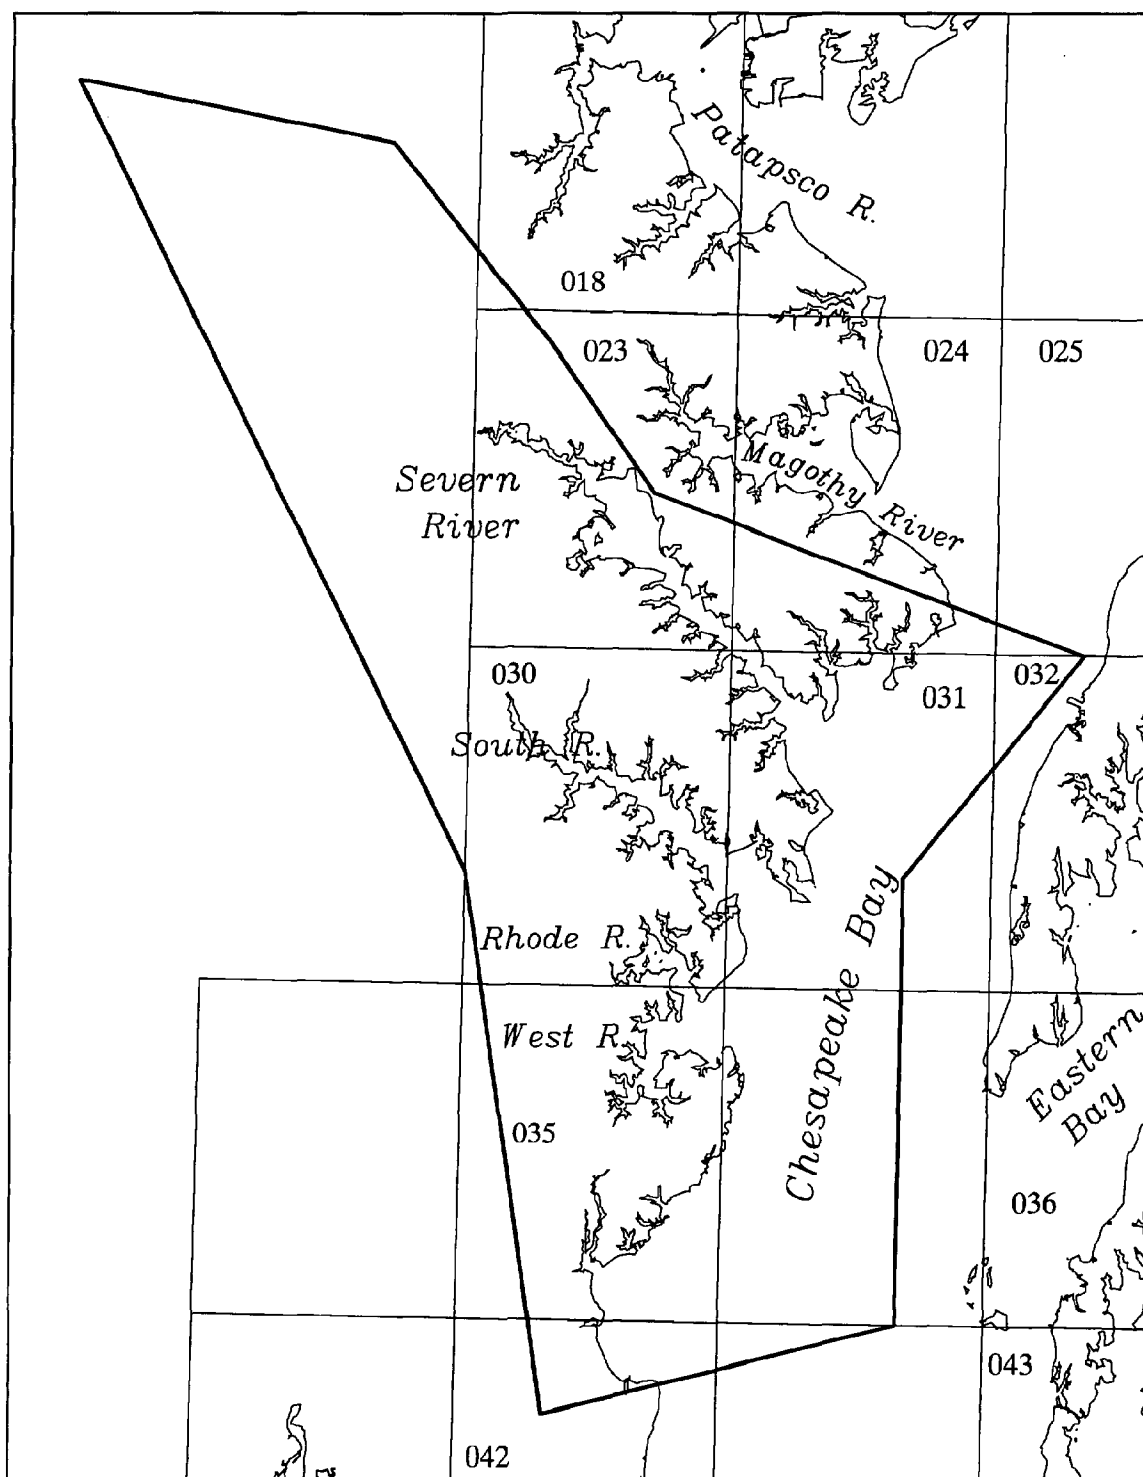 Patapsco R.
018
023
024
025
Magothy River
Severn
River
030
031
032
South R.
Rhode R.
Chesapeake Bay
West R.
Eastern
Bay
035
036
043
042